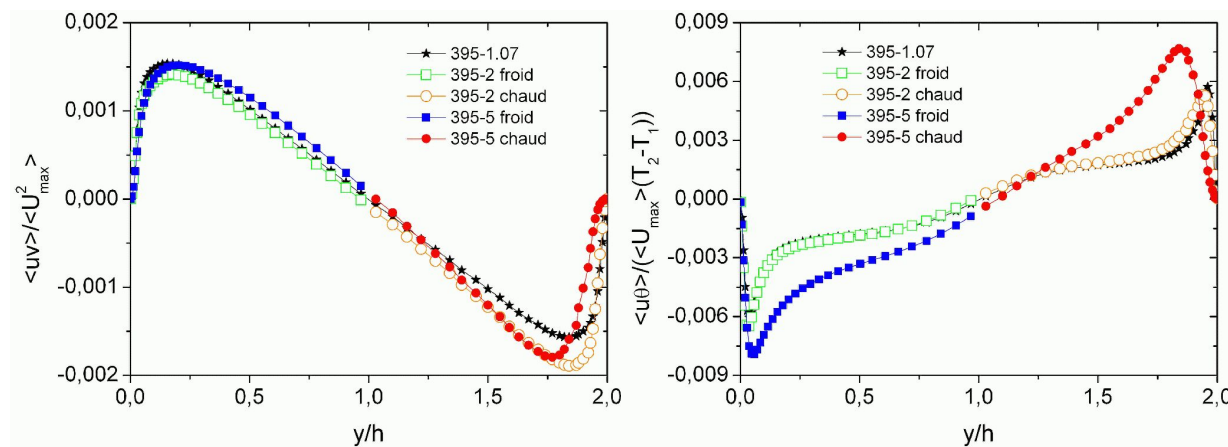 0,002
0,001
0,000
-0,001
-0,002
<uv>/<U²max>
395-1.07
395-2 froid
395-2 chaud
395-5 froid
395-5 chaud
0,0 0,5 1,0 1,5 2,0
y/h
0,009
0,006
0,003
0,000
-0,003
-0,006
-0,009
<uθ>/(<Umax>(T2-T1))
395-1.07
395-2 froid
395-2 chaud
395-5 froid
395-5 chaud
0,0 0,5 1,0 1,5 2,0
y/h